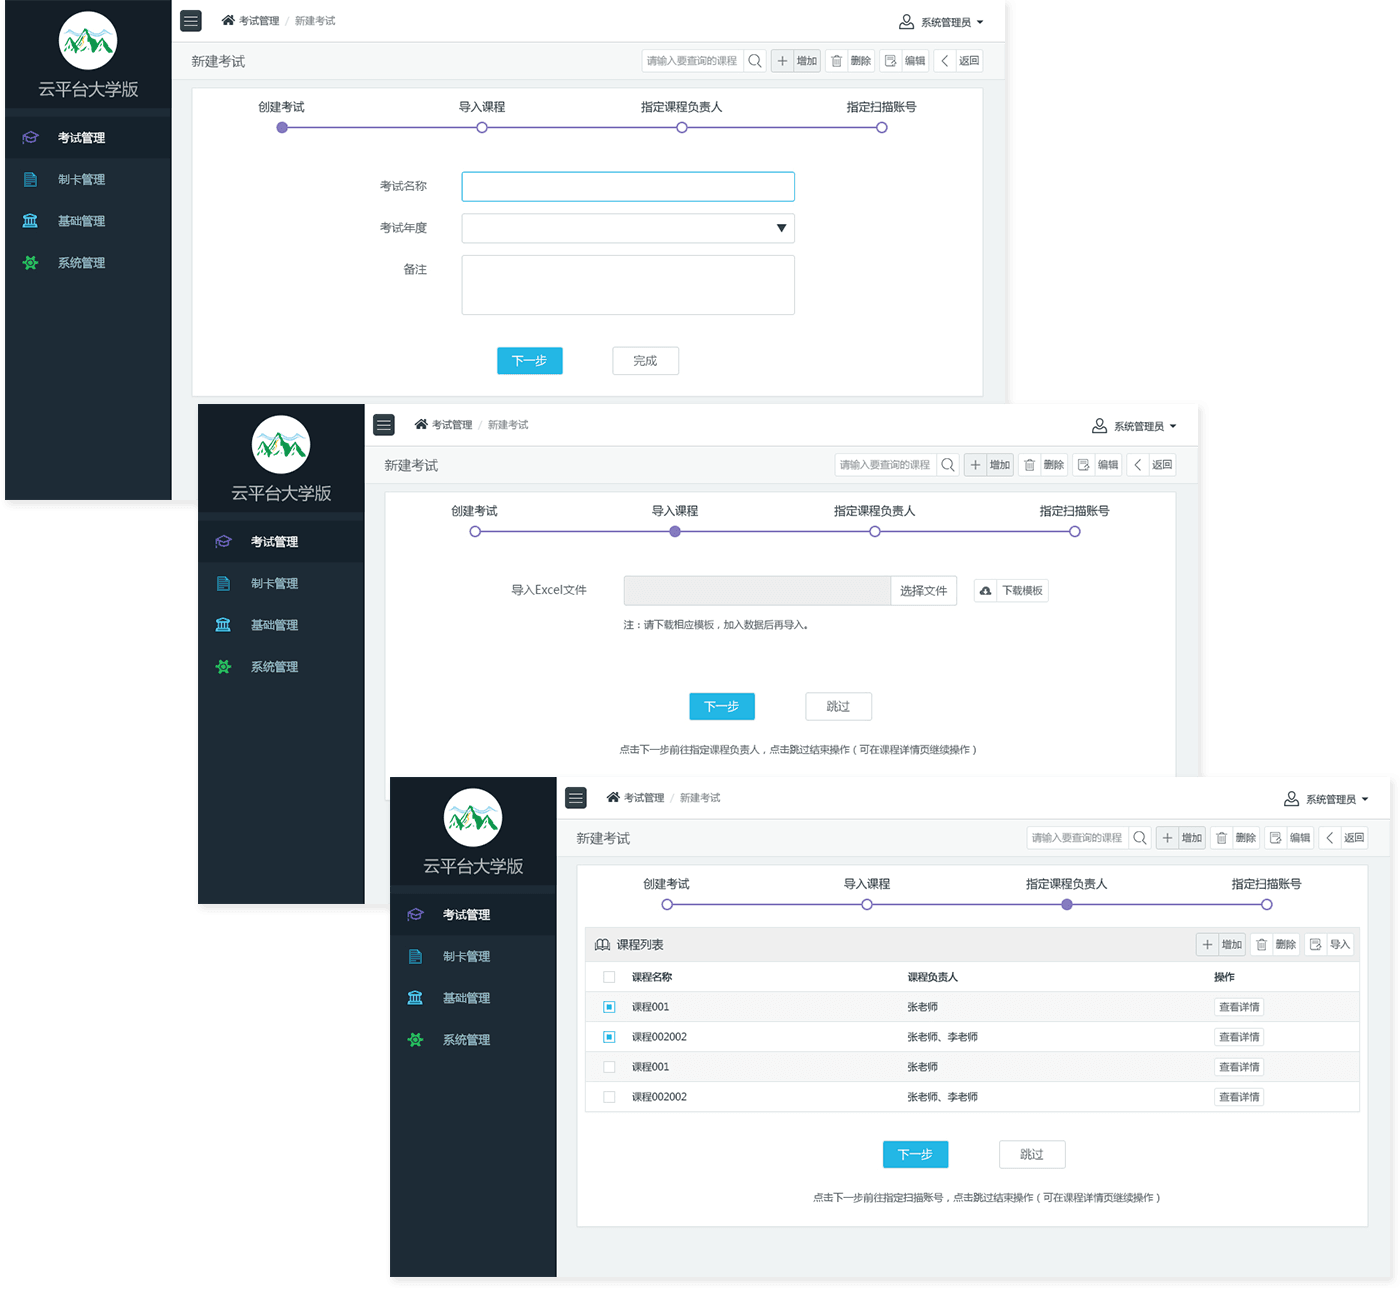 考试管理 / 新建考试
系统管理员
云平台大学版
新建考试
请输入要查询的课程 增加 删除 编辑 返回
考试管理
制卡管理
基础管理
系统管理
创建考试 导入课程 指定课程负责人 指定扫描账号
考试名称
考试年度
备注
下一步 完成
考试管理 / 新建考试
系统管理员
云平台大学版
新建考试
请输入要查询的课程 增加 删除 编辑 返回
考试管理
制卡管理
基础管理
系统管理
创建考试 导入课程 指定课程负责人 指定扫描账号
导入Excel文件 选择文件 下载模板
注：请下载相应模板，加入数据后再导入。
下一步 跳过
点击下一步前往指定课程负责人，点击跳过结束操作（可在课程详情页继续操作）
考试管理 / 新建考试
系统管理员
云平台大学版
新建考试
请输入要查询的课程 增加 删除 编辑 返回
考试管理
制卡管理
基础管理
系统管理
创建考试 导入课程 指定课程负责人 指定扫描账号
课程列表 增加 删除 导入
课程名称 课程负责人 操作
课程001 张老师 查看详情
课程002002 张老师、李老师 查看详情
课程001 张老师 查看详情
课程002002 张老师、李老师 查看详情
下一步 跳过
点击下一步前往指定扫描账号，点击跳过结束操作（可在课程详情页继续操作）